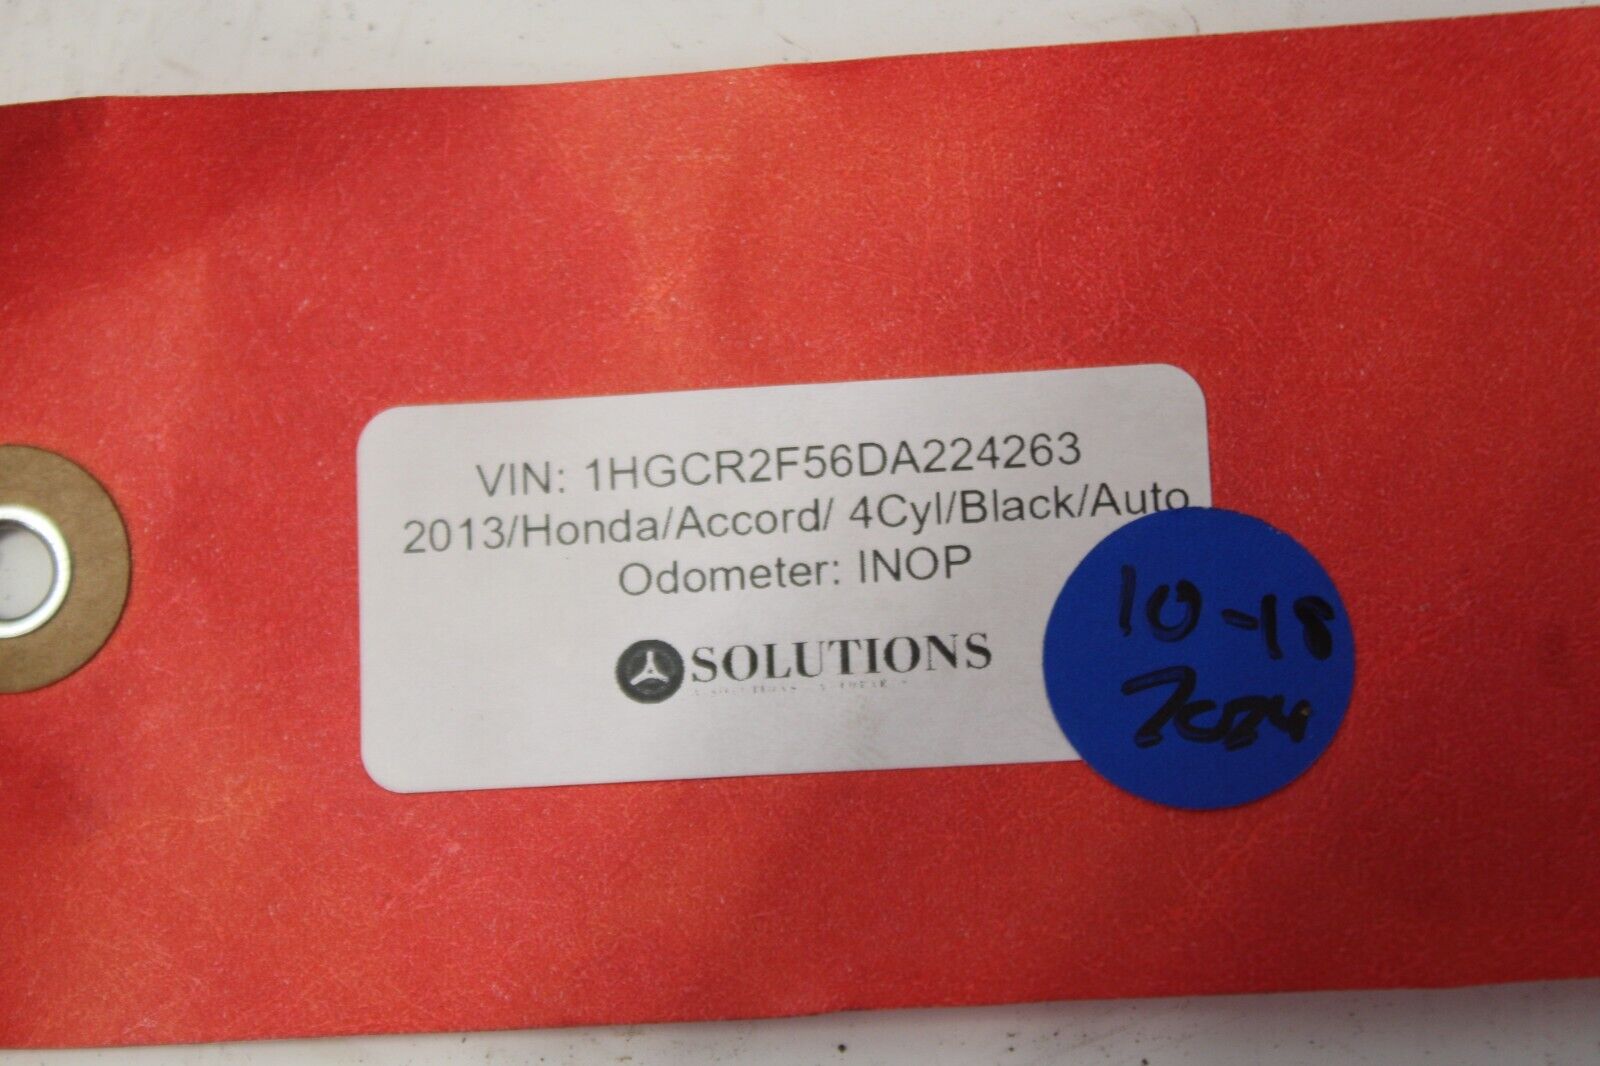 VIN: 1HGCR2F56DA224263
2013/Honda/Accord/ 4Cyl/Black/Auto
Odometer: INOP
SOLUTIONS
10-18
2024